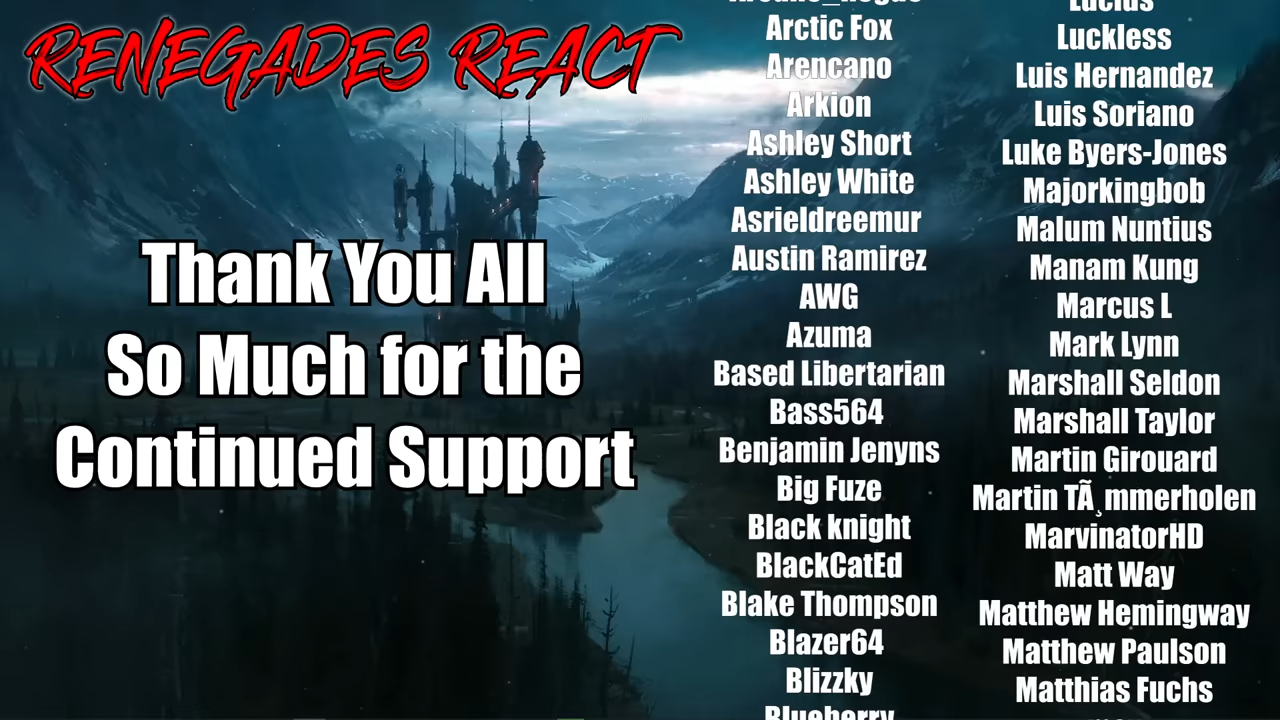 RENEGADES REACT
Thank You All
So Much for the
Continued Support
Arctic Fox
Arencano
Arkion
Ashley Short
Ashley White
Asrieldreemur
Austin Ramirez
AWG
Azuma
Based Libertarian
Bass564
Benjamin Jenyns
Big Fuze
Black knight
BlackCatEd
Blake Thompson
Blazer64
Blizzky
Blueberry
Lucius
Luckless
Luis Hernandez
Luis Soriano
Luke Byers-Jones
Majorkingbob
Malum Nuntius
Manam Kung
Marcus L
Mark Lynn
Marshall Seldon
Marshall Taylor
Martin Girouard
Martin TÃ¸mmerholen
MarvinatorHD
Matt Way
Matthew Hemingway
Matthew Paulson
Matthias Fuchs